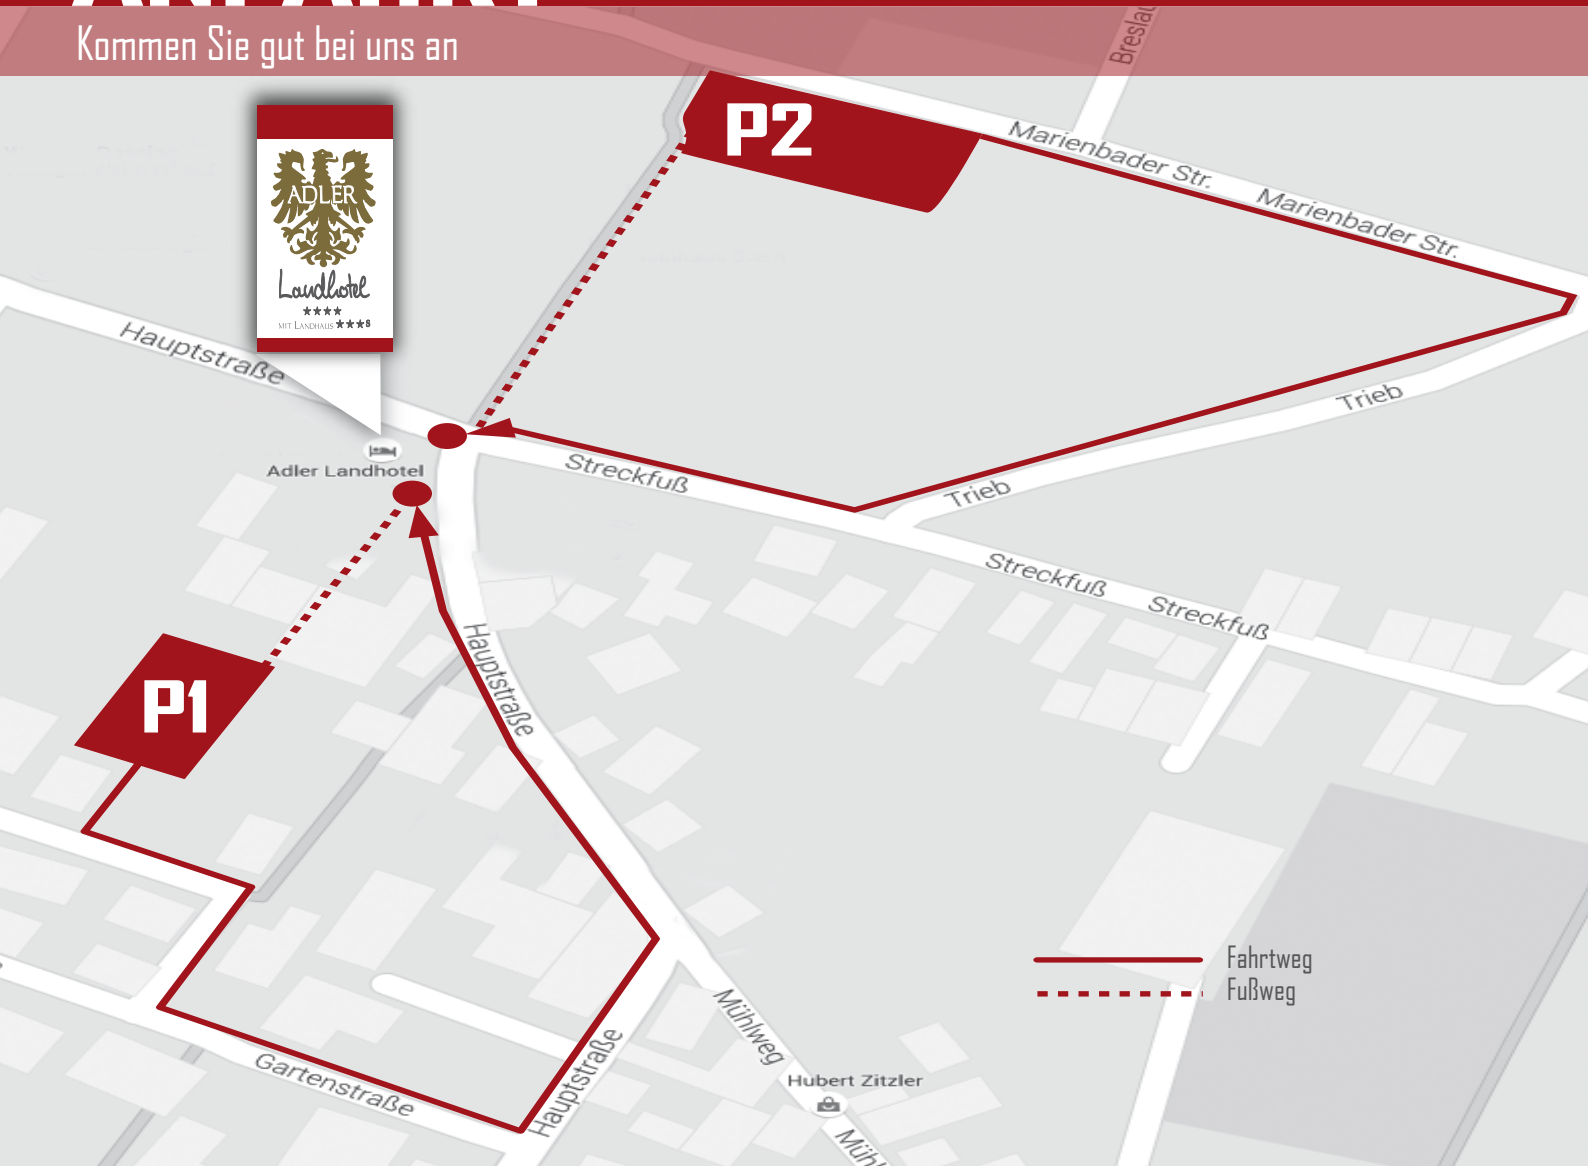 Kommen Sie gut bei uns an
P2
Marienbader Str.
Marienbader Str.
ADLER
Landhotel
★★★★
MIT LANDHAUS ★★★S
Hauptstraße
Trieb
Adler Landhotel
Streckfuß
Trieb
Streckfuß
Streckfuß
Hauptstraße
P1
Fahrtweg
Fußweg
Mühlweg
Hauptstraße
Gartenstraße
Hubert Zitzler